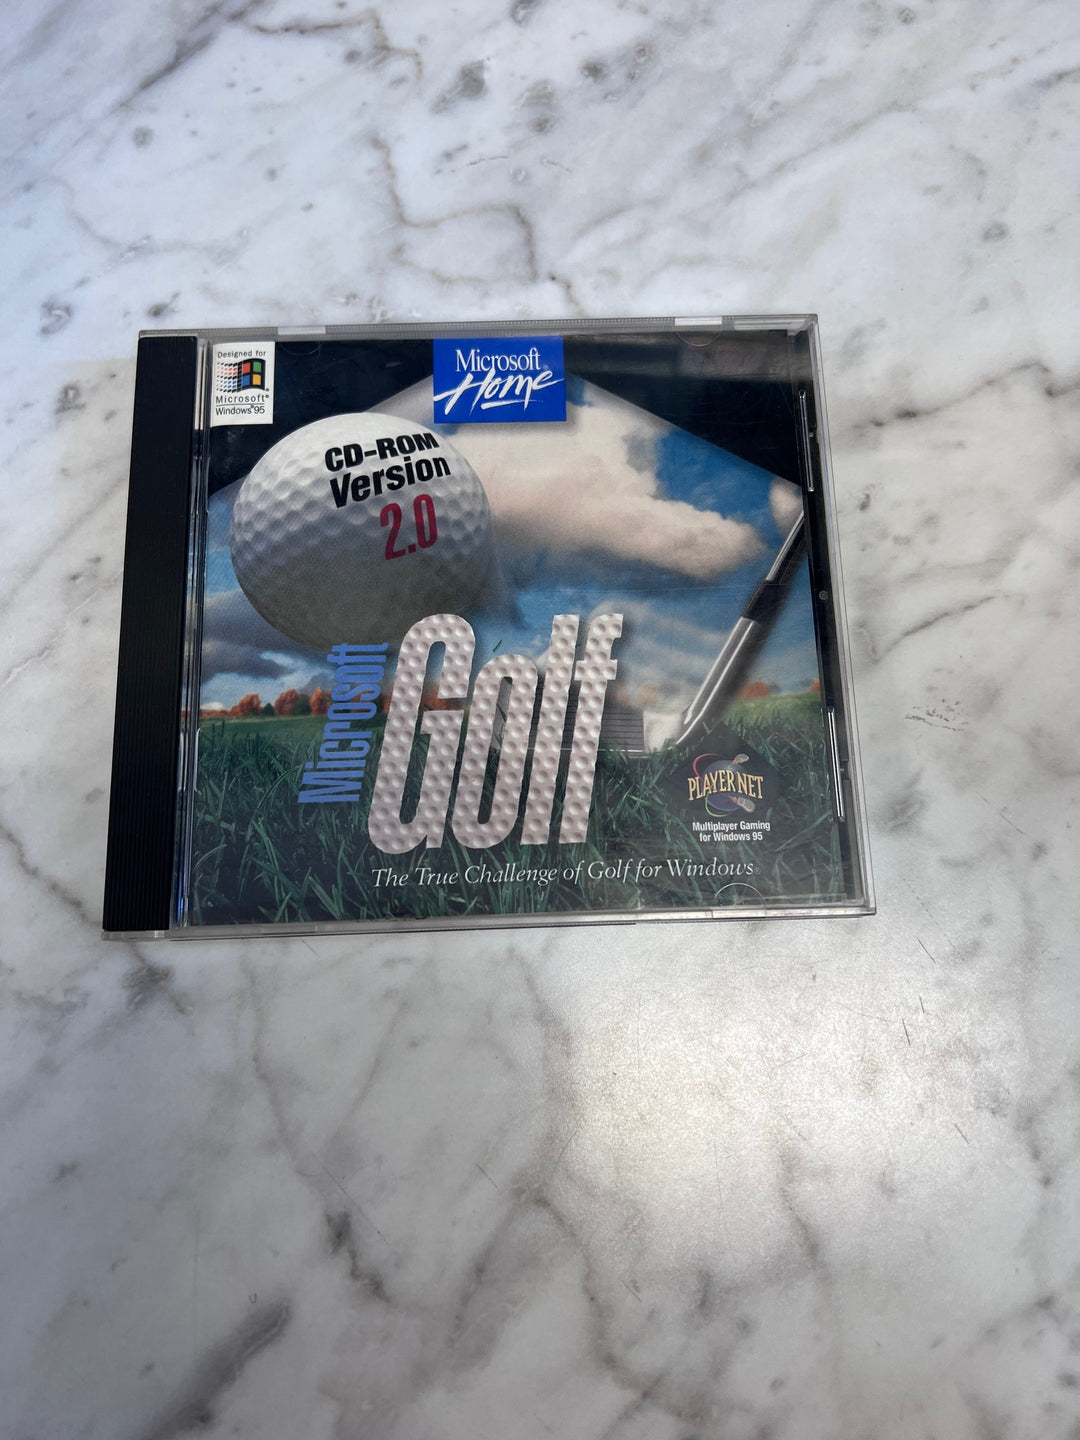 Designed for
Microsoft®
Windows®95
Microsoft®
Home™
CD-ROM
Version
2.0
Microsoft
Golf
PLAYER NET
Multiplayer Gaming
for Windows 95
The True Challenge of Golf for Windows®